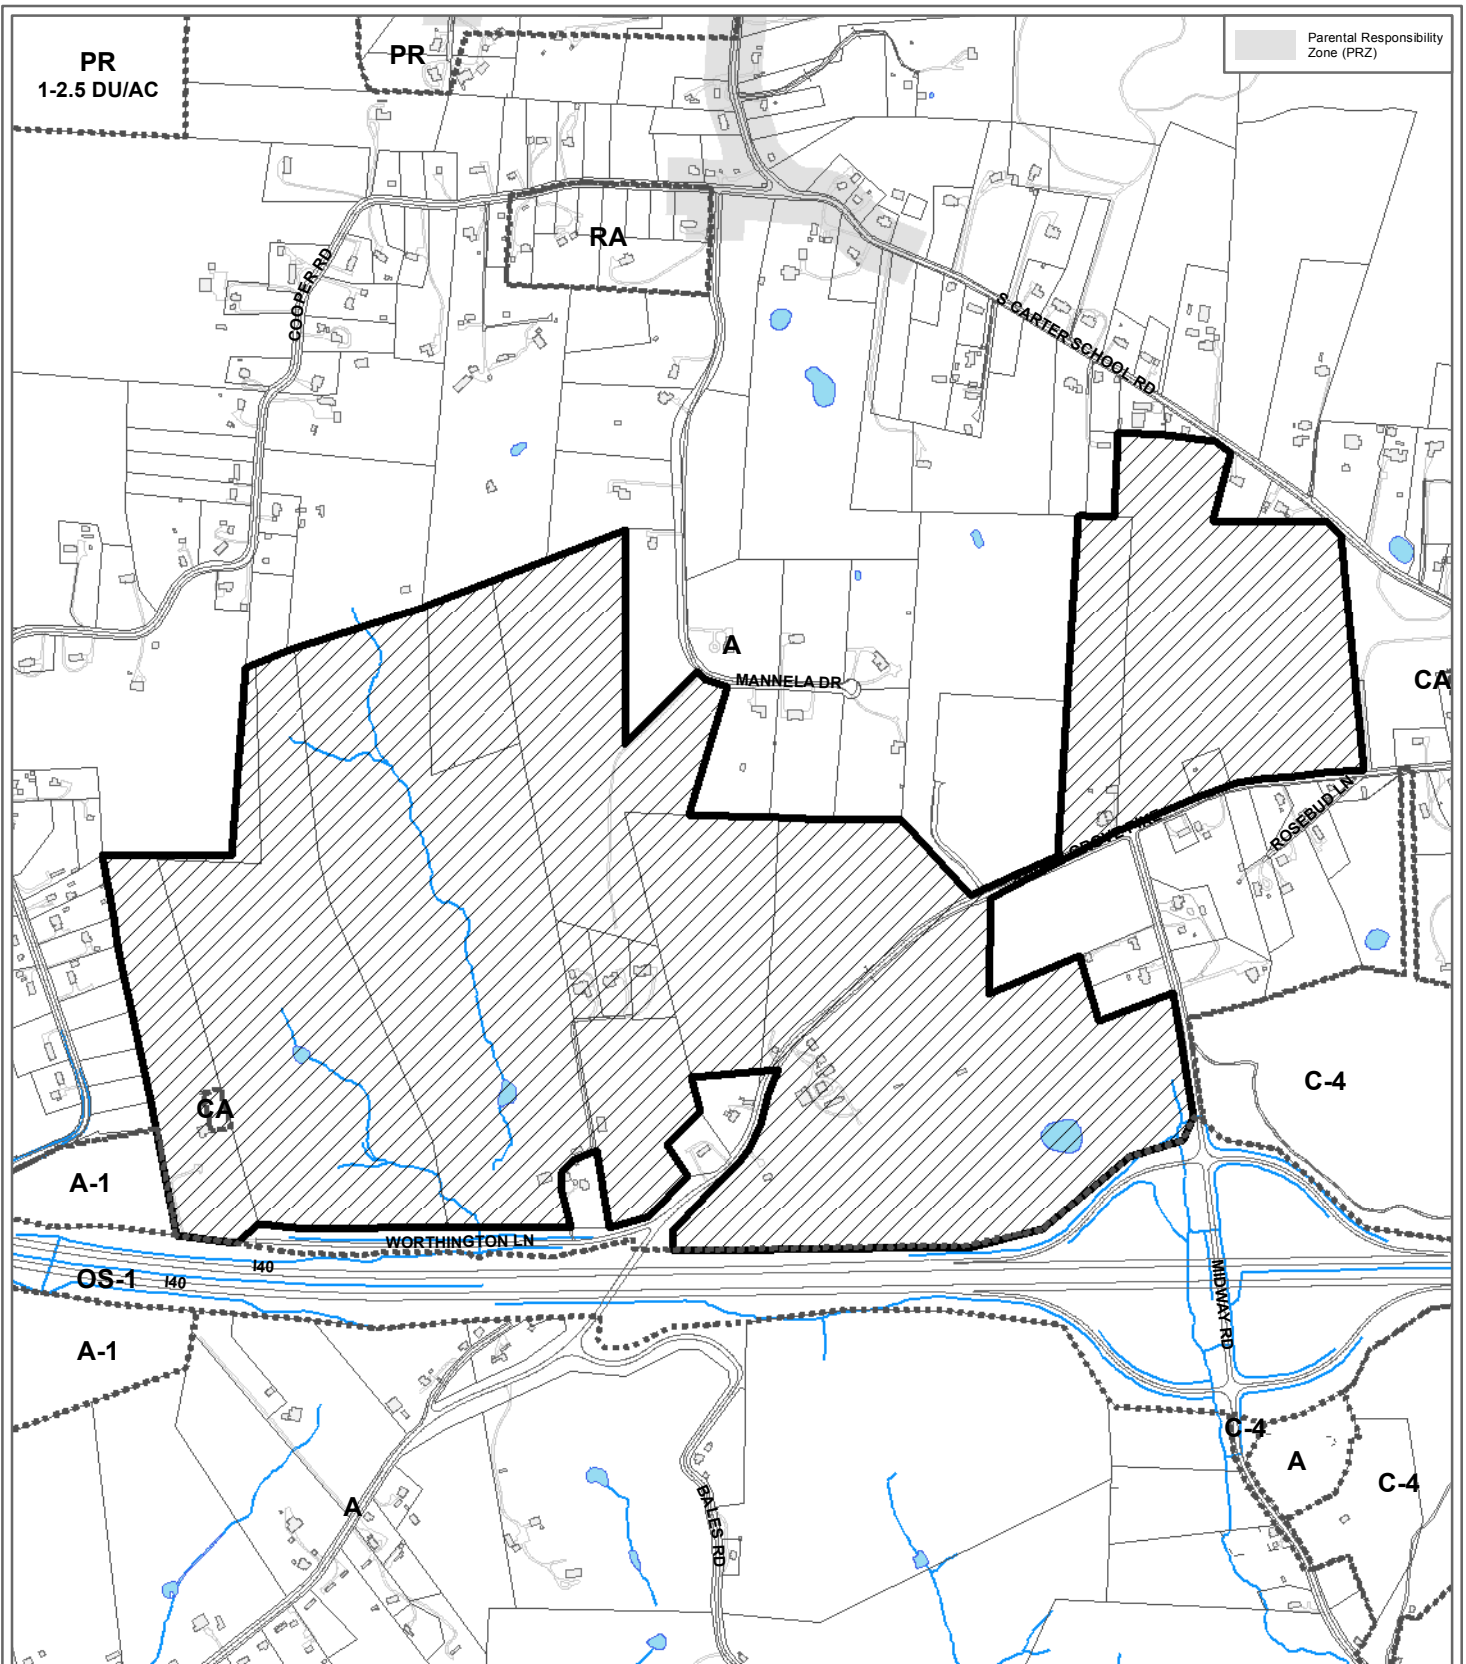 PR
1-2.5 DU/AC
PR
Parental Responsibility
Zone (PRZ)
RA
COOPER RD
S CARTER SCHOOL RD
A
MANNELA DR
CA
ROSEBUD LN
CA
C-4
A-1
WORTHINGTON LN
I40
OS-1
I40
MIDWAY RD
A-1
C-4
A
C-4
A
BALES RD